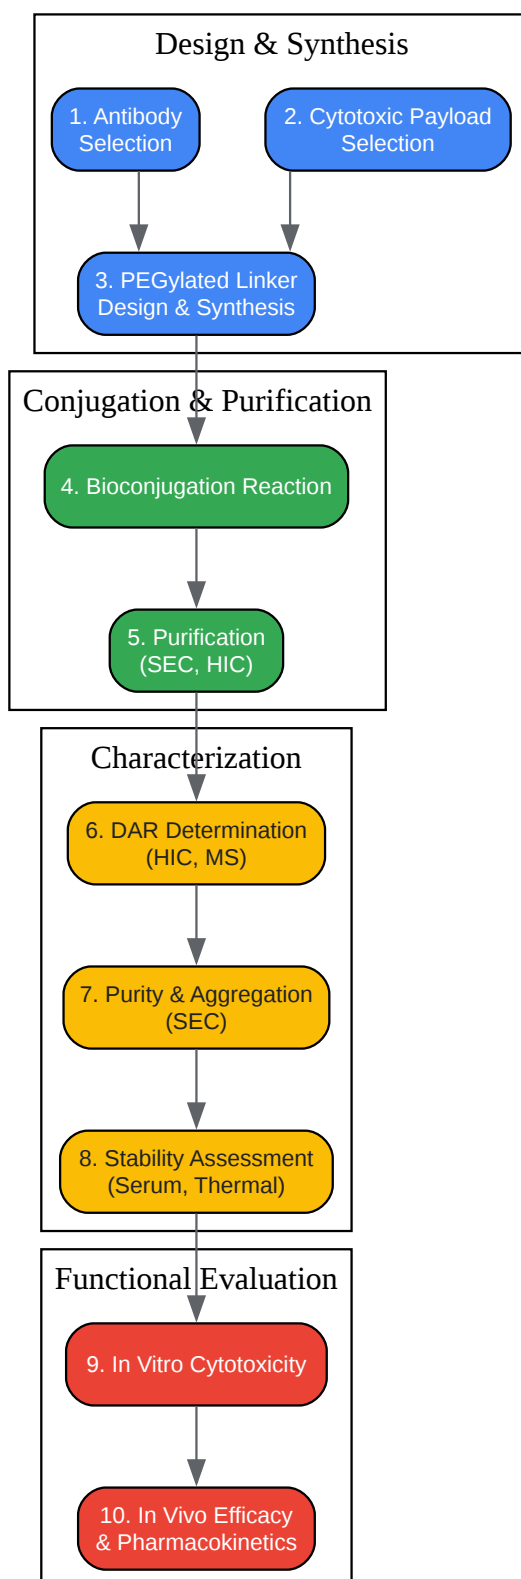 Design & Synthesis
1. Antibody
Selection
2. Cytotoxic Payload
Selection
3. PEGylated Linker
Design & Synthesis
Conjugation & Purification
4. Bioconjugation Reaction
5. Purification
(SEC, HIC)
Characterization
6. DAR Determination
(HIC, MS)
7. Purity & Aggregation
(SEC)
8. Stability Assessment
(Serum, Thermal)
Functional Evaluation
9. In Vitro Cytotoxicity
10. In Vivo Efficacy
& Pharmacokinetics